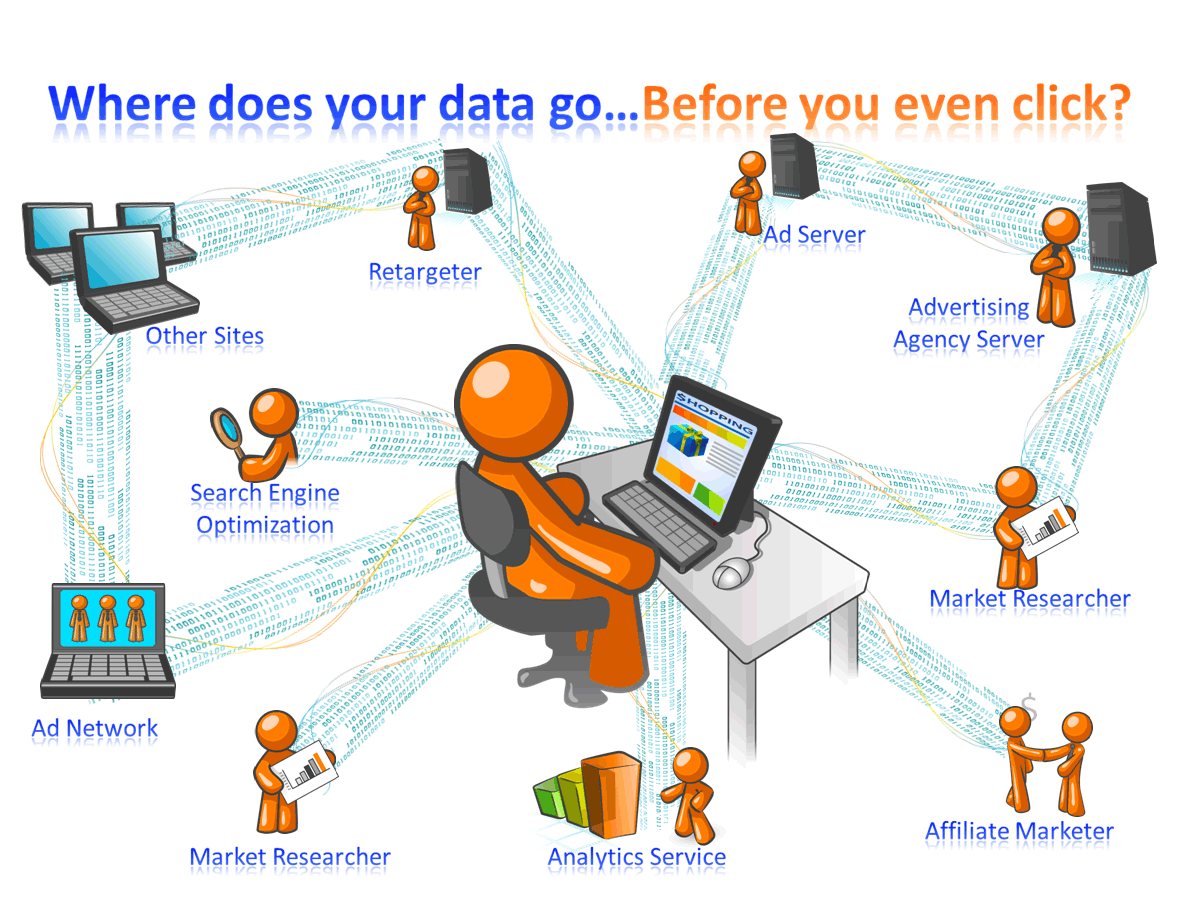 Where does your data go...Before you even click?
Ad Server
Retargeter
Advertising
Agency Server
Other Sites
SHOPPING
Search Engine
Optimization
Market Researcher
Ad Network
$
Affiliate Marketer
Market Researcher
Analytics Service